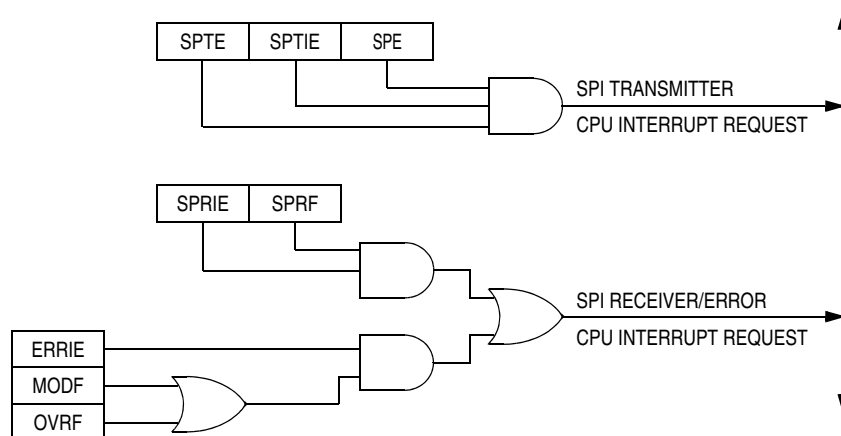 SPTE SPTIE SPE
SPI TRANSMITTER
CPU INTERRUPT REQUEST
SPRIE SPRF
SPI RECEIVER/ERROR
CPU INTERRUPT REQUEST
ERRIE
MODF
OVRF